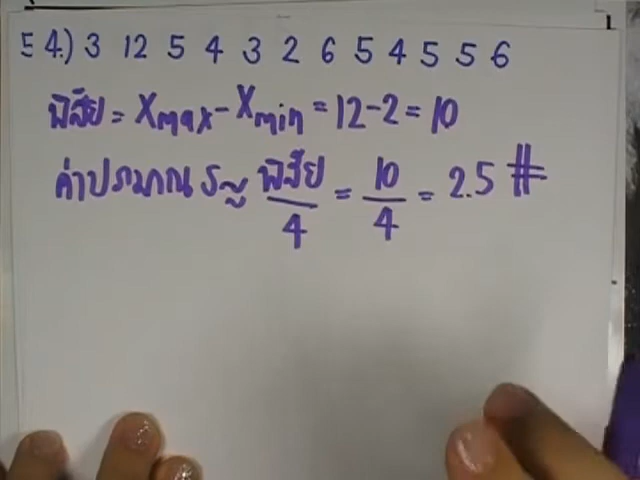 54.) 3 12 5 4 3 2 6 5 4 5 5 6
พิสัย = Xmax - Xmin = 12 - 2 = 10
ค่าประมาณ S ≈ พิสัย/4 = 10/4 = 2.5 #